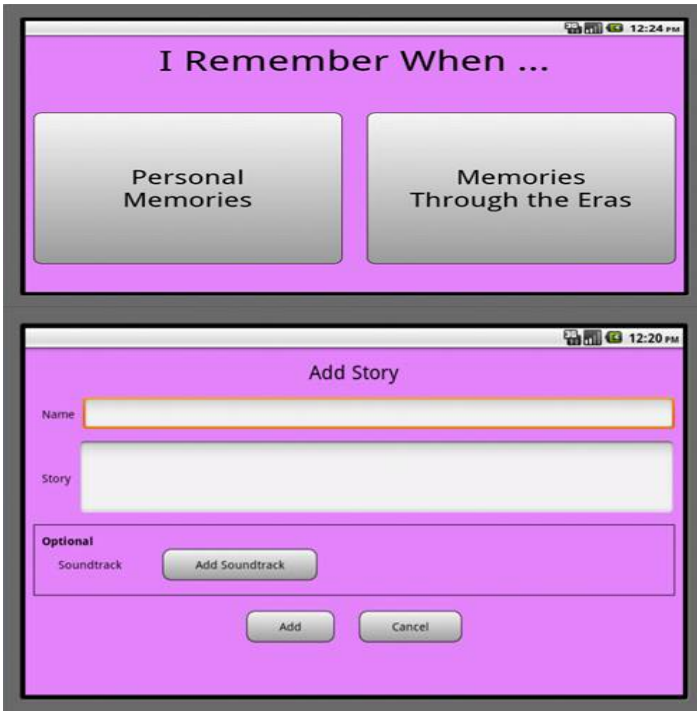 12:24 PM
I Remember When ...
Personal
Memories
Memories
Through the Eras
12:20 PM
Add Story
Name
Story
Optional
Soundtrack
Add Soundtrack
Add
Cancel